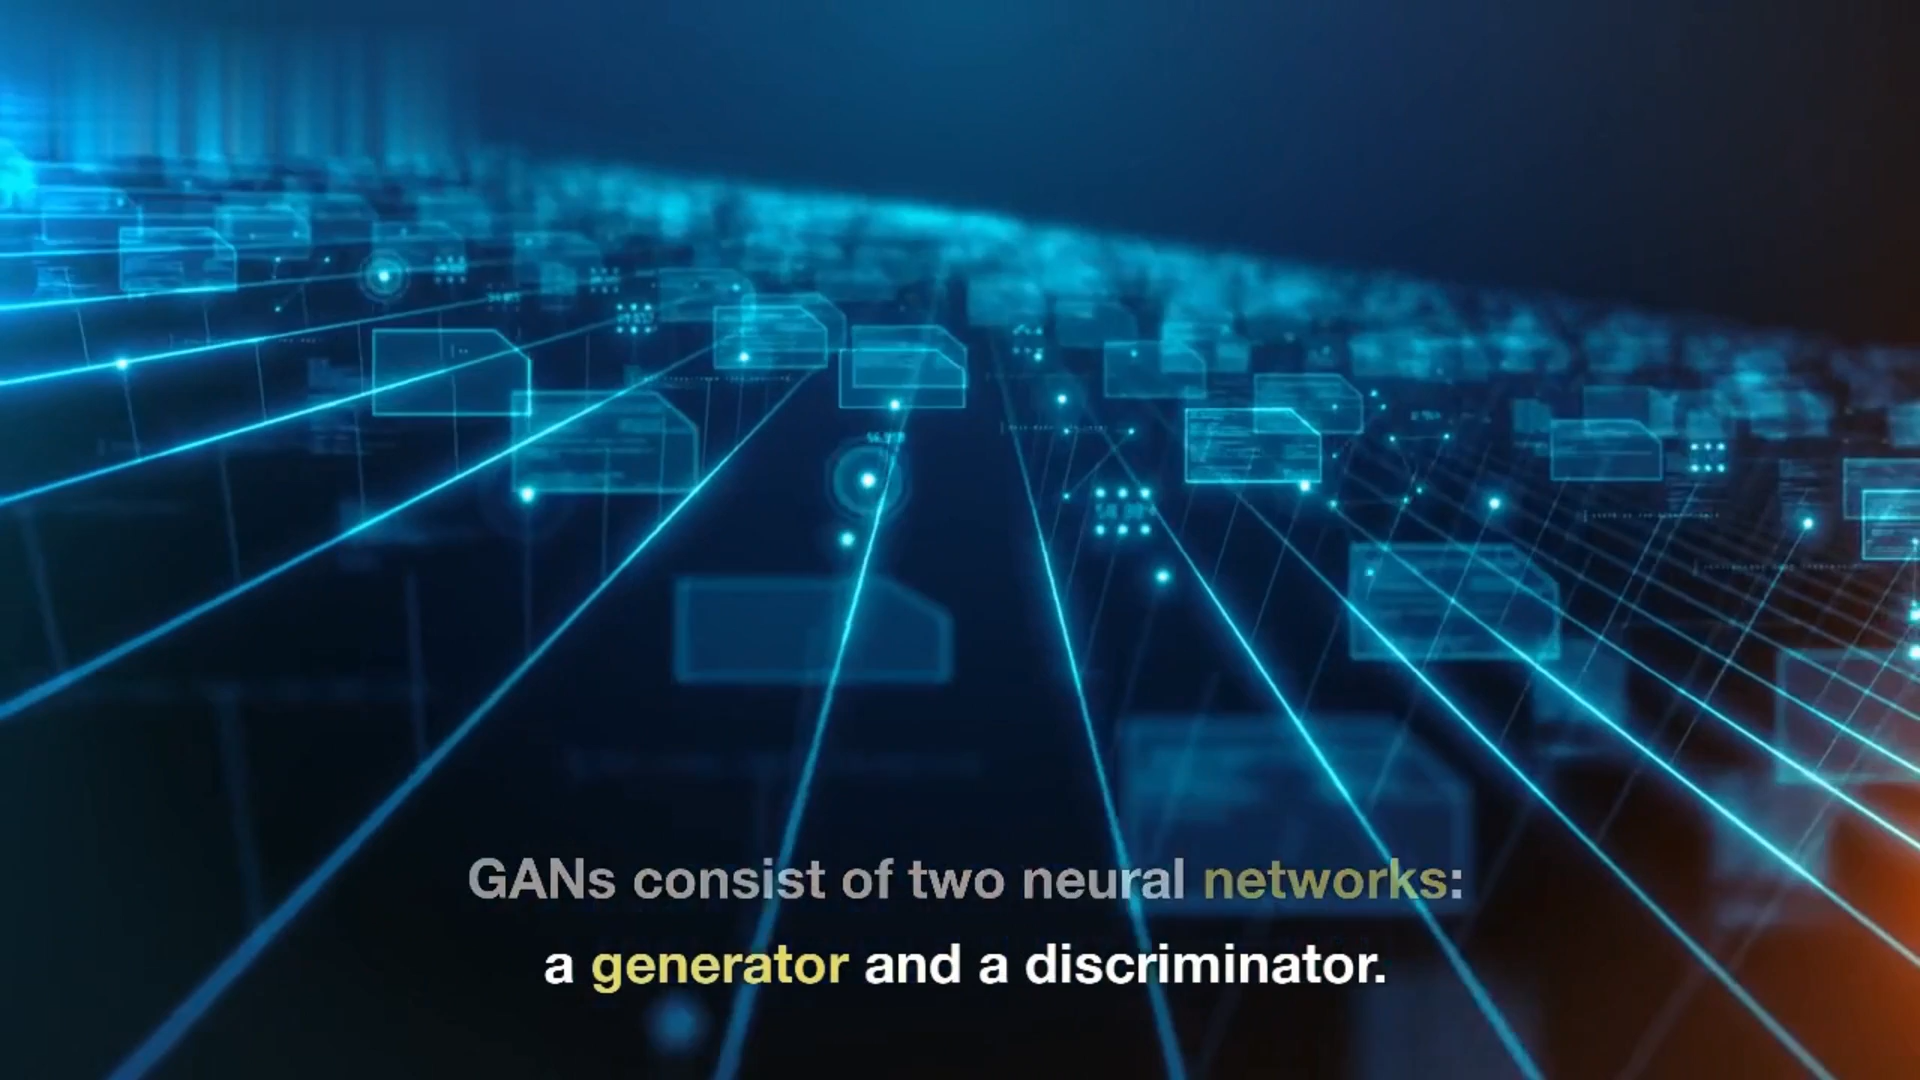 GANs consist of two neural networks:
a generator and a discriminator.